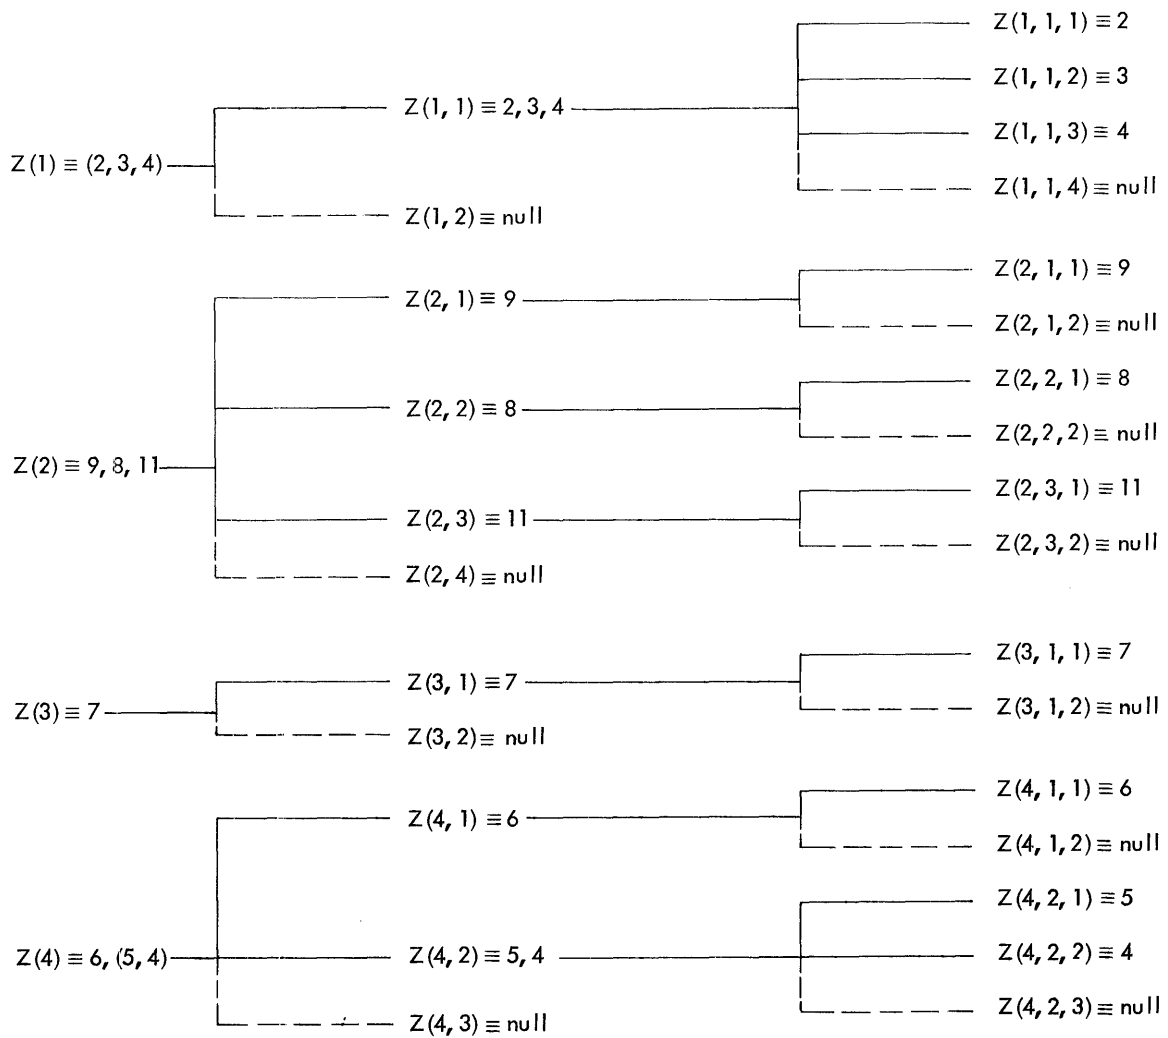 Z(1, 1, 1) ≡ 2
Z(1, 1, 2) ≡ 3
Z(1, 1) ≡ 2, 3, 4
Z(1, 1, 3) ≡ 4
Z(1) ≡ (2, 3, 4)
Z(1, 1, 4) ≡ null
Z(1, 2) ≡ null
Z(2, 1, 1) ≡ 9
Z(2, 1) ≡ 9
Z(2, 1, 2) ≡ null
Z(2, 2, 1) ≡ 8
Z(2, 2) ≡ 8
Z(2, 2, 2) ≡ null
Z(2) ≡ 9, 8, 11
Z(2, 3, 1) ≡ 11
Z(2, 3) ≡ 11
Z(2, 3, 2) ≡ null
Z(2, 4) ≡ null
Z(3, 1, 1) ≡ 7
Z(3, 1) ≡ 7
Z(3) ≡ 7
Z(3, 1, 2) ≡ null
Z(3, 2) ≡ null
Z(4, 1, 1) ≡ 6
Z(4, 1) ≡ 6
Z(4, 1, 2) ≡ null
Z(4, 2, 1) ≡ 5
Z(4) ≡ 6, (5, 4)
Z(4, 2) ≡ 5, 4
Z(4, 2, 2) ≡ 4
Z(4, 2, 3) ≡ null
Z(4, 3) ≡ null